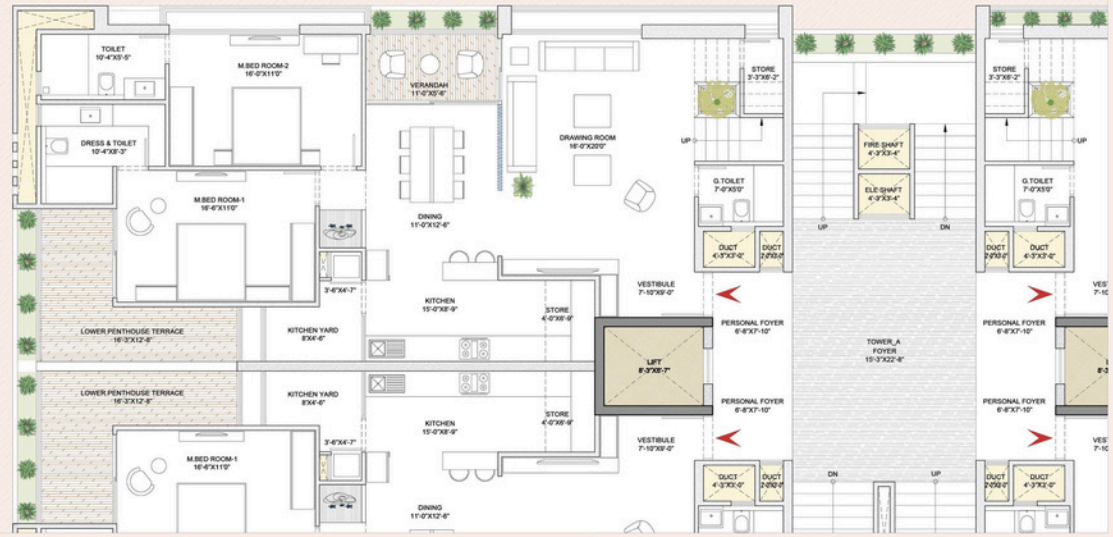 TOILET
10'-4"X5'-5"
M.BED ROOM-2
16'-0"X11'0"
VERANDAH
11'-0"X5'-6"
DRAWING ROOM
16'-0"X20'0"
STORE
3'-3"X6'-2"
UP
DRESS & TOILET
10'-4"X8'-3"
M.BED ROOM-1
16'-6"X11'0"
DINING
11'-0"X12'-6"
G.TOILET
7'-0"X5'0"
FIRE SHAFT
4'-3"X3'-4"
ELE SHAFT
4'-3"X3'-4"
UP
DN
STORE
3'-3"X6'-2"
UP
G.TOILET
7'-0"X5'0"
DUCT
4'-3"X3'-0"
DUCT
DUCT
DUCT
4'-3"X3'-0"
3'-6"X4'-7"
KITCHEN
15'-0"X8'-9"
STORE
4'-0"X6'-9"
VESTIBULE
7'-10"X9'-0"
VEST
7'-10
LOWER PENTHOUSE TERRACE
16'-3"X12'-8"
KITCHEN YARD
8'X4'-6"
PERSONAL FOYER
6'-8"X7'-10"
PERSONAL FOYER
6'-8"X7'-10"
LIFT
8'-3"X6'-7"
TOWER_A
FOYER
15'-3"X22'-8"
8'-3
LOWER PENTHOUSE TERRACE
16'-3"X12'-8"
KITCHEN YARD
8'X4'-6"
PERSONAL FOYER
6'-8"X7'-10"
PERSONAL FOYER
6'-8"X7'-10"
KITCHEN
15'-0"X8'-9"
STORE
4'-0"X6'-9"
3'-6"X4'-7"
VESTIBULE
7'-10"X9'-0"
VEST
7'-10
M.BED ROOM-1
16'-6"X11'0"
DUCT
4'-3"X3'-0"
DUCT
DN
UP
DUCT
DUCT
4'-3"X3'-0"
DINING
11'-0"X12'-6"